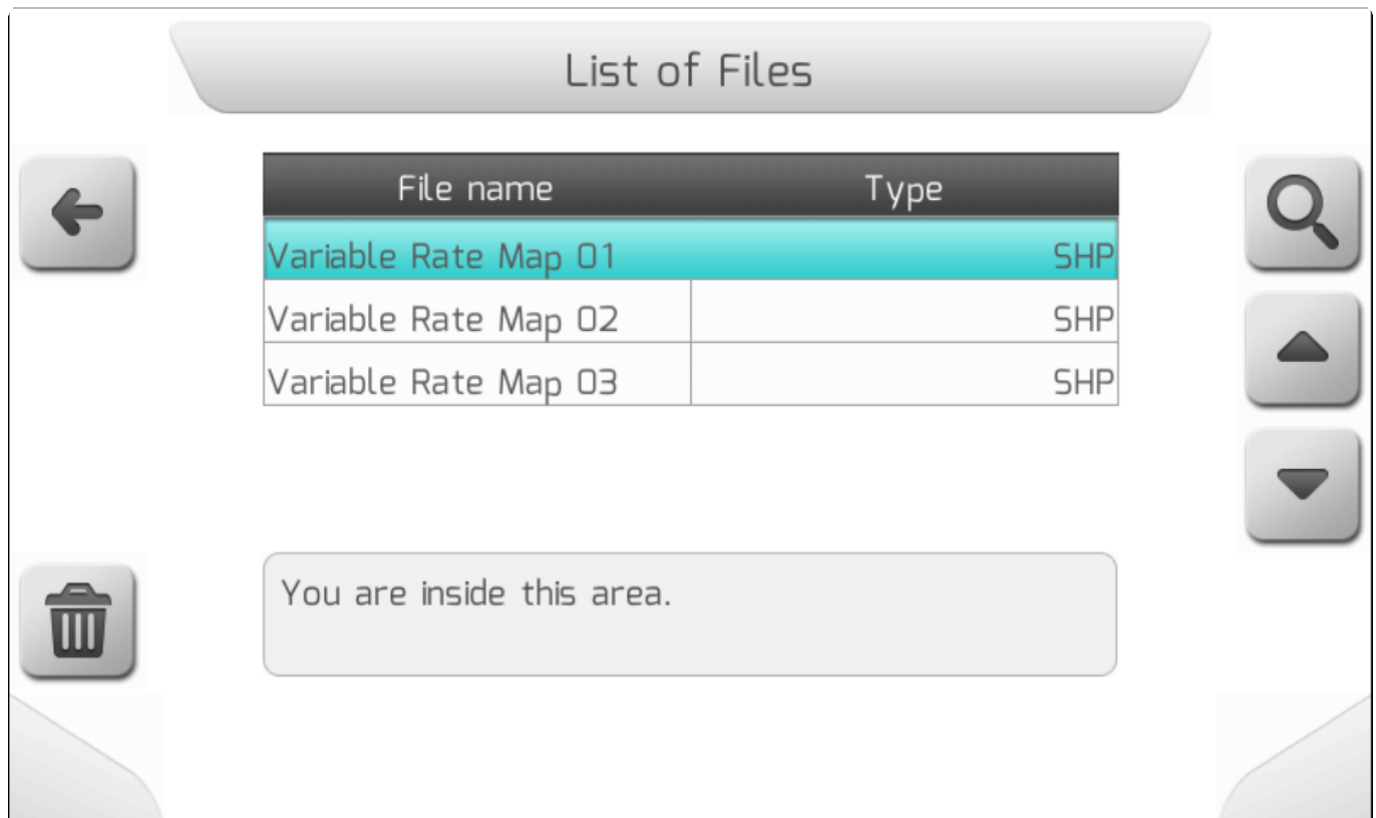 List of Files
File name Type
Variable Rate Map 01 SHP
Variable Rate Map 02 SHP
Variable Rate Map 03 SHP
You are inside this area.